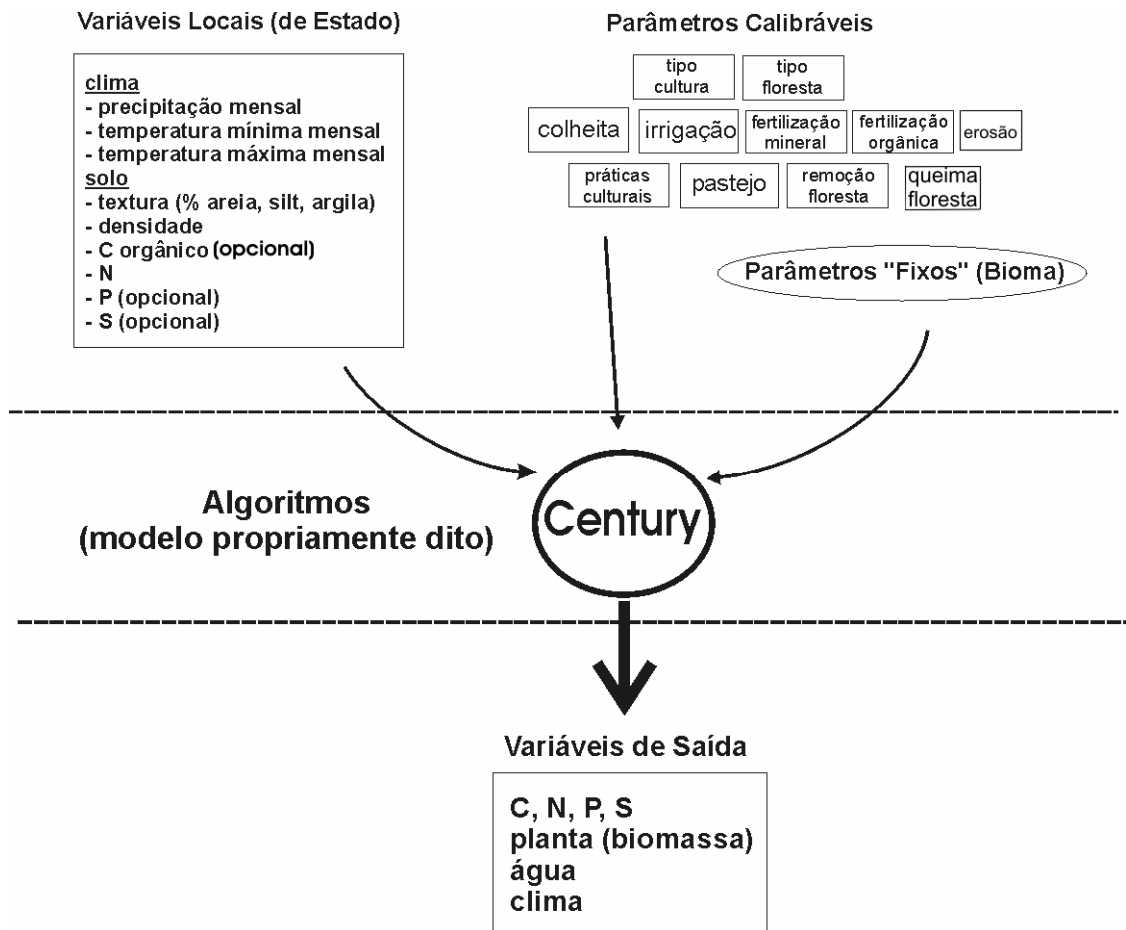 Variáveis Locais (de Estado)
clima
- precipitação mensal
- temperatura mínima mensal
- temperatura máxima mensal
solo
- textura (% areia, silt, argila)
- densidade
- C orgânico (opcional)
- N
- P (opcional)
- S (opcional)
Parâmetros Calibráveis
tipo
cultura
tipo
floresta
colheita
irrigação
fertilização
mineral
fertilização
orgânica
erosão
práticas
culturais
pastejo
remoção
floresta
queima
floresta
Parâmetros "Fixos" (Bioma)
Algoritmos
(modelo propriamente dito)
Century
Variáveis de Saída
C, N, P, S
planta (biomassa)
água
clima